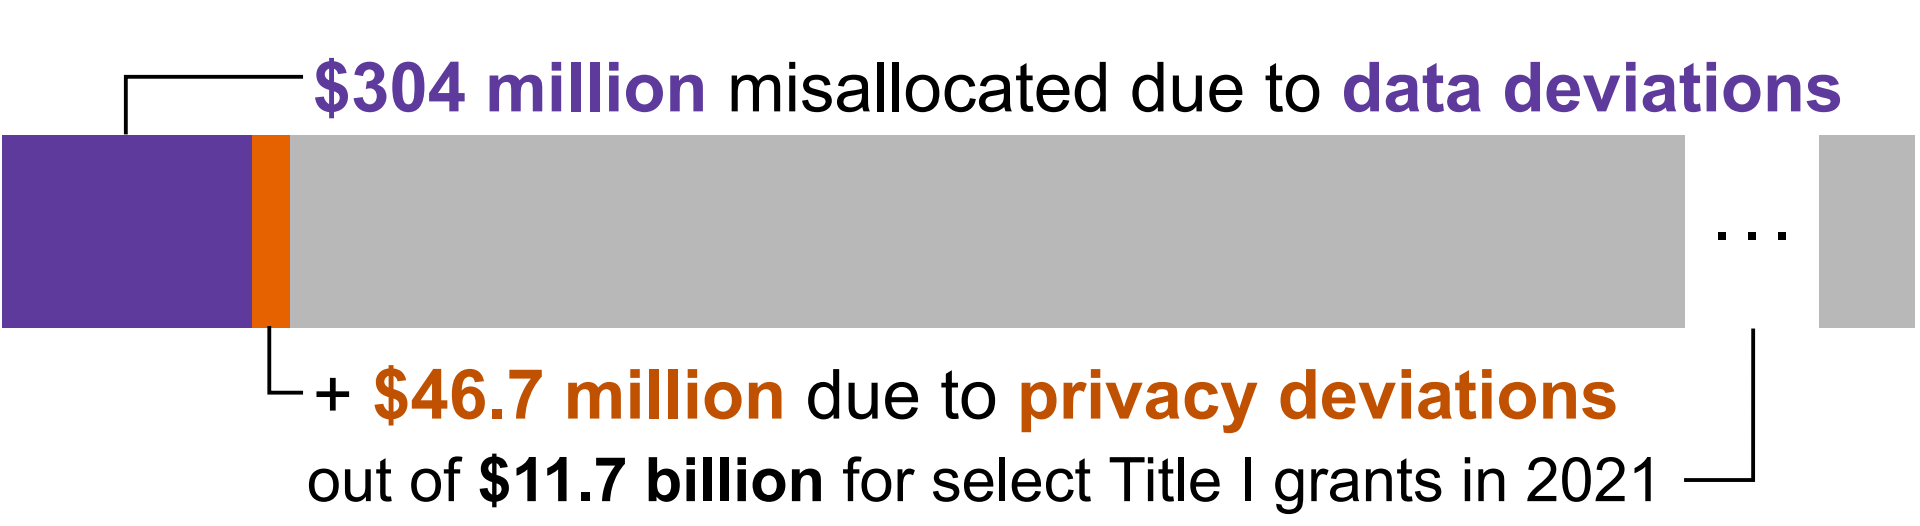 $304 million misallocated due to data deviations
...
+ $46.7 million due to privacy deviations
out of $11.7 billion for select Title I grants in 2021